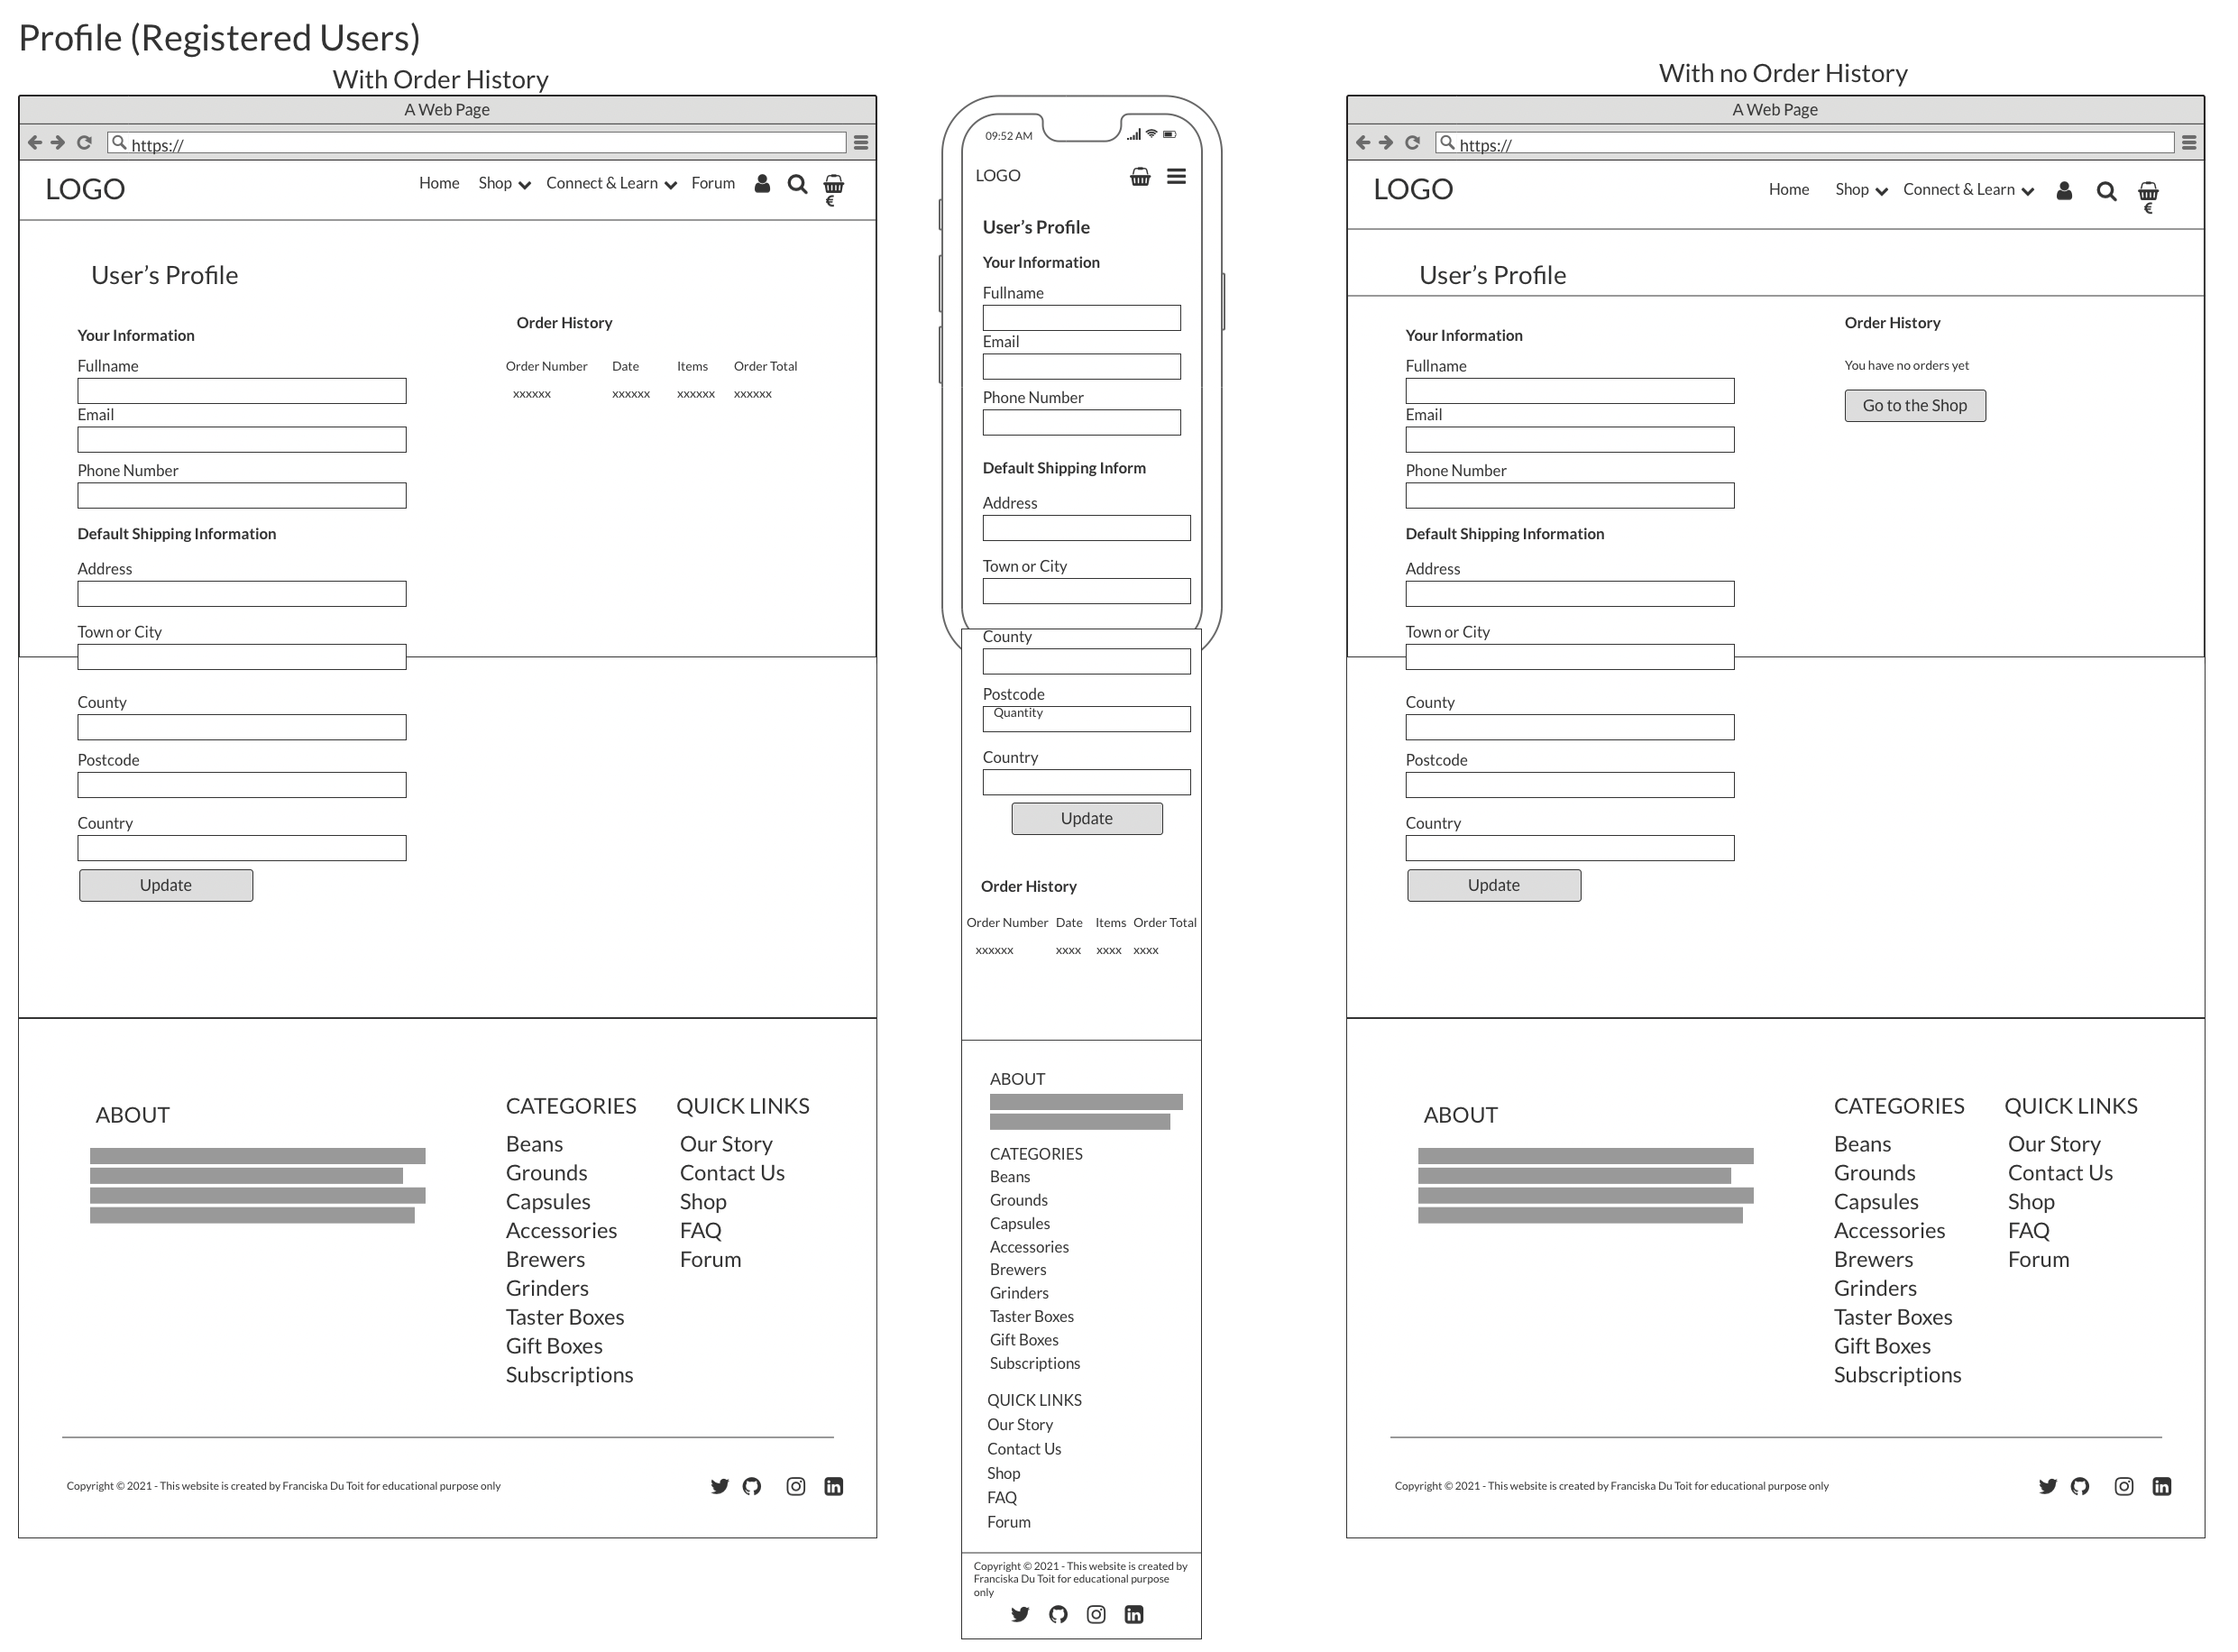 Profile (Registered Users)
With Order History
A Web Page
https://
LOGO
Home Shop Connect & Learn Forum
€
User’s Profile
Your Information
Fullname
Email
Phone Number
Default Shipping Information
Address
Town or City
County
Postcode
Country
Update
Order History
Order Number Date Items Order Total
xxxxxx xxxxxx xxxxxx xxxxxx
ABOUT
CATEGORIES
Beans
Grounds
Capsules
Accessories
Brewers
Grinders
Taster Boxes
Gift Boxes
Subscriptions
QUICK LINKS
Our Story
Contact Us
Shop
FAQ
Forum
Copyright © 2021 - This website is created by Franciska Du Toit for educational purpose only
09:52 AM
LOGO
User’s Profile
Your Information
Fullname
Email
Phone Number
Default Shipping Inform
Address
Town or City
County
Postcode
Quantity
Country
Update
Order History
Order Number Date Items Order Total
xxxxxx xxxx xxxx xxxx
ABOUT
CATEGORIES
Beans
Grounds
Capsules
Accessories
Brewers
Grinders
Taster Boxes
Gift Boxes
Subscriptions
QUICK LINKS
Our Story
Contact Us
Shop
FAQ
Forum
Copyright © 2021 - This website is created by
Franciska Du Toit for educational purpose
only
With no Order History
A Web Page
https://
LOGO
Home Shop Connect & Learn
€
User’s Profile
Your Information
Fullname
Email
Phone Number
Default Shipping Information
Address
Town or City
County
Postcode
Country
Update
Order History
You have no orders yet
Go to the Shop
ABOUT
CATEGORIES
Beans
Grounds
Capsules
Accessories
Brewers
Grinders
Taster Boxes
Gift Boxes
Subscriptions
QUICK LINKS
Our Story
Contact Us
Shop
FAQ
Forum
Copyright © 2021 - This website is created by Franciska Du Toit for educational purpose only